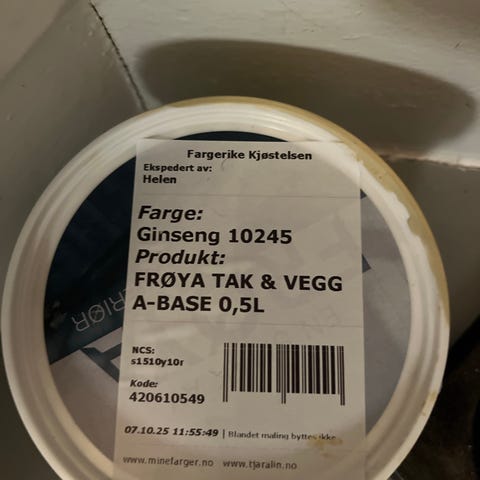 Fargerike Kjøstelsen
Ekspedert av:
Helen
Farge:
Ginseng 10245
Produkt:
FRØYA TAK & VEGG
A-BASE 0,5L
NCS:
s1510y10r
Kode:
420610549
07.10.25 11:55:49 | Blandet maling byttes ikke
www.minefarger.no www.tjaralin.no